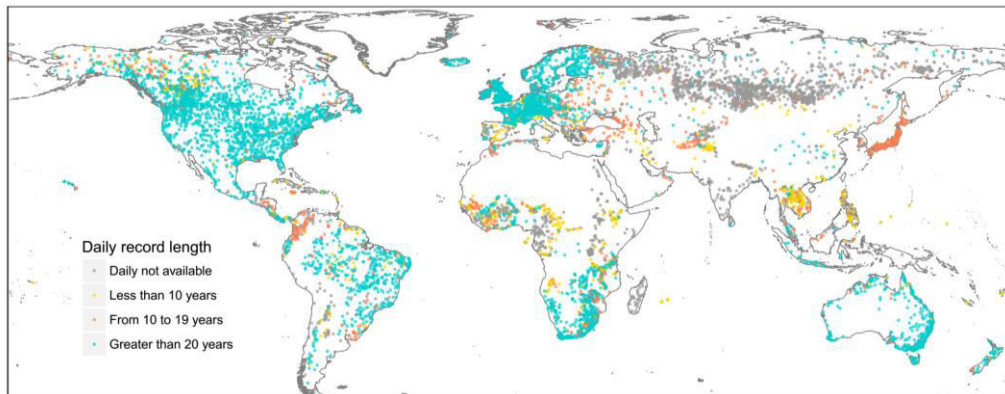 Daily record length
Daily not available
Less than 10 years
From 10 to 19 years
Greater than 20 years